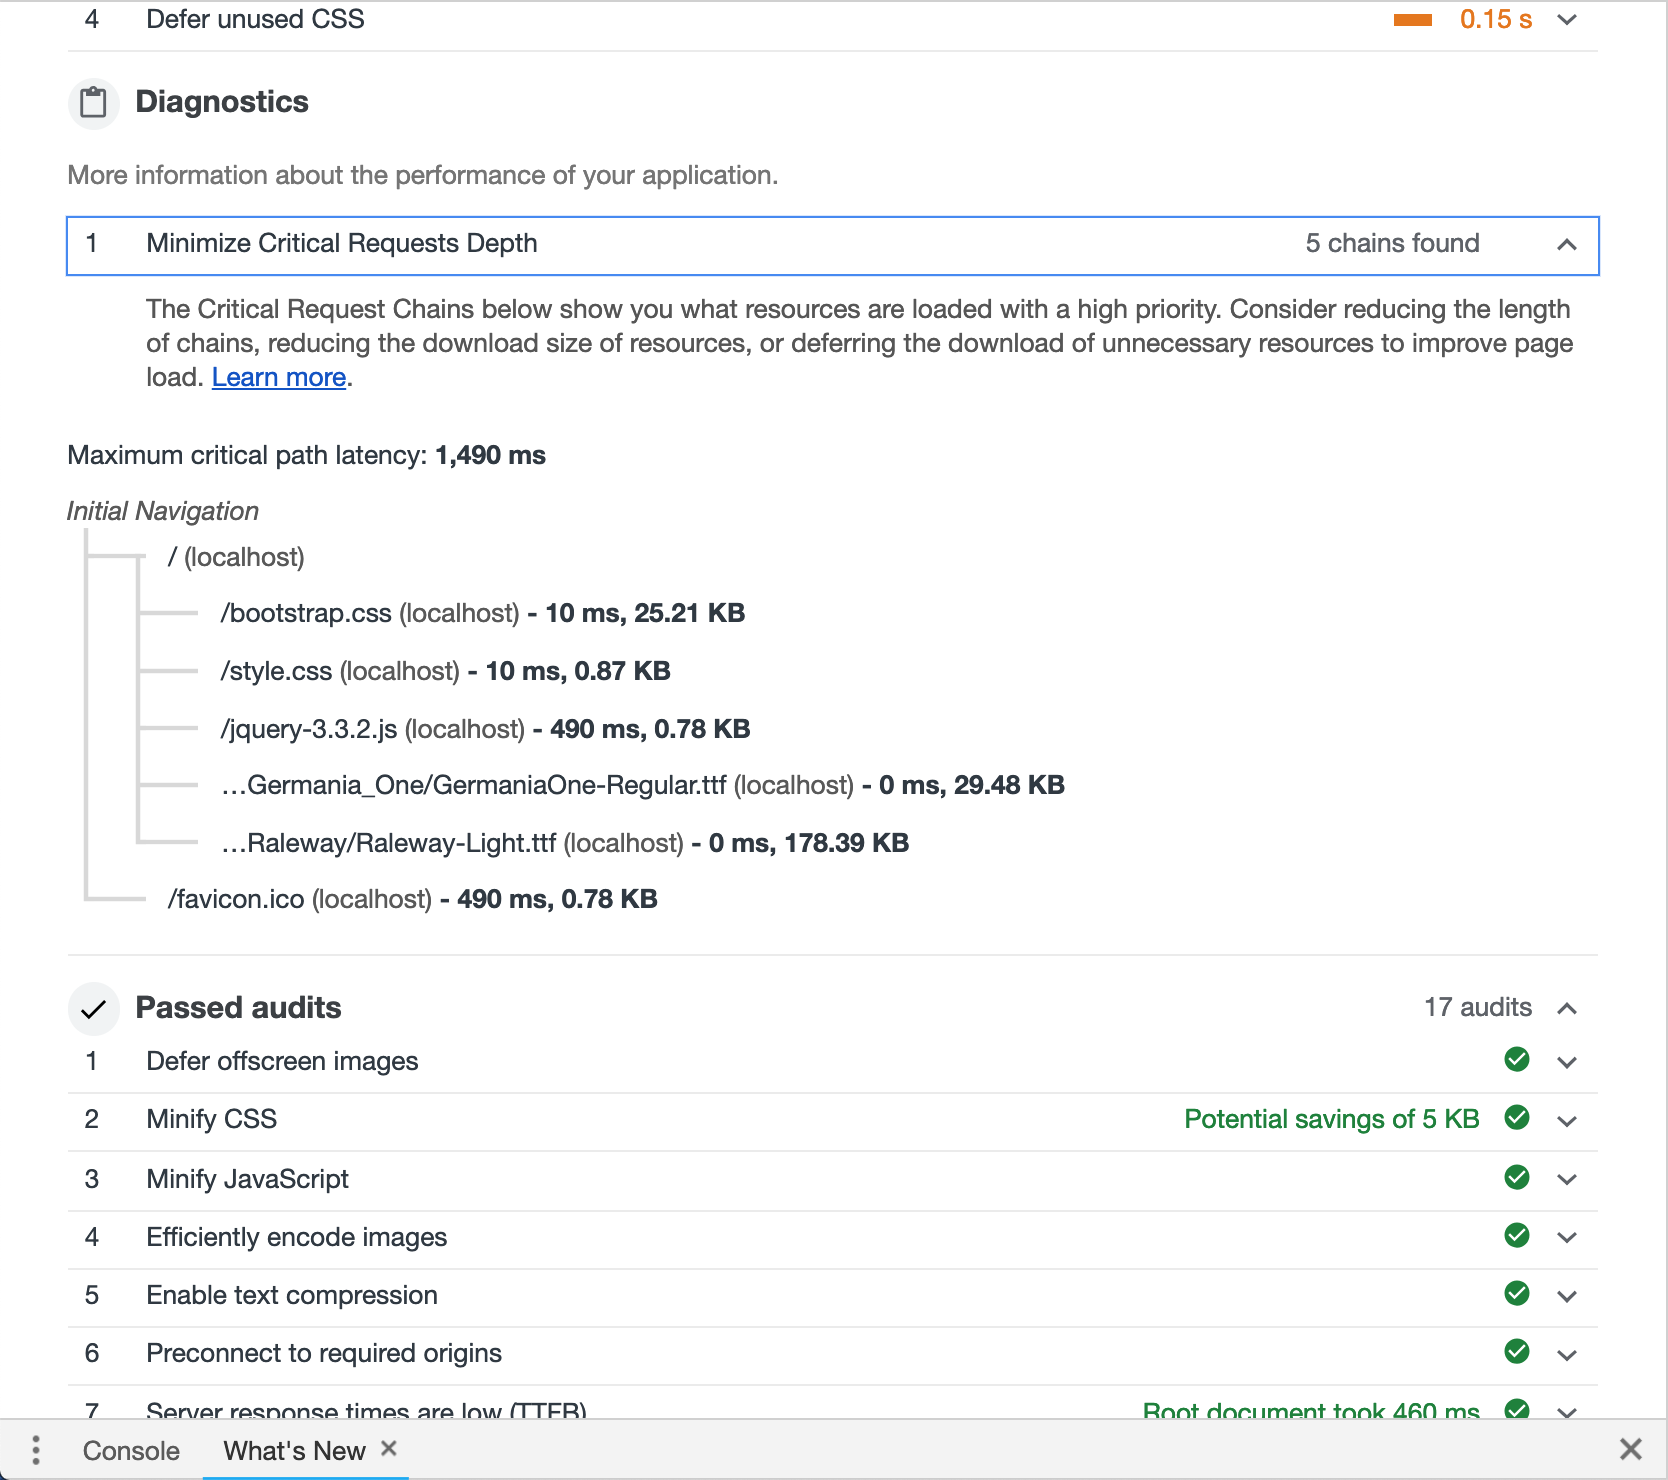 4 Defer unused CSS 0.15 s
Diagnostics
More information about the performance of your application.
1 Minimize Critical Requests Depth 5 chains found
The Critical Request Chains below show you what resources are loaded with a high priority. Consider reducing the length
of chains, reducing the download size of resources, or deferring the download of unnecessary resources to improve page
load. Learn more.
Maximum critical path latency: 1,490 ms
Initial Navigation
/ (localhost)
/bootstrap.css (localhost) - 10 ms, 25.21 KB
/style.css (localhost) - 10 ms, 0.87 KB
/jquery-3.3.2.js (localhost) - 490 ms, 0.78 KB
…Germania_One/GermaniaOne-Regular.ttf (localhost) - 0 ms, 29.48 KB
…Raleway/Raleway-Light.ttf (localhost) - 0 ms, 178.39 KB
/favicon.ico (localhost) - 490 ms, 0.78 KB
Passed audits 17 audits
1 Defer offscreen images
2 Minify CSS Potential savings of 5 KB
3 Minify JavaScript
4 Efficiently encode images
5 Enable text compression
6 Preconnect to required origins
7 Server response times are low (TTFB) Root document took 460 ms
Console What's New